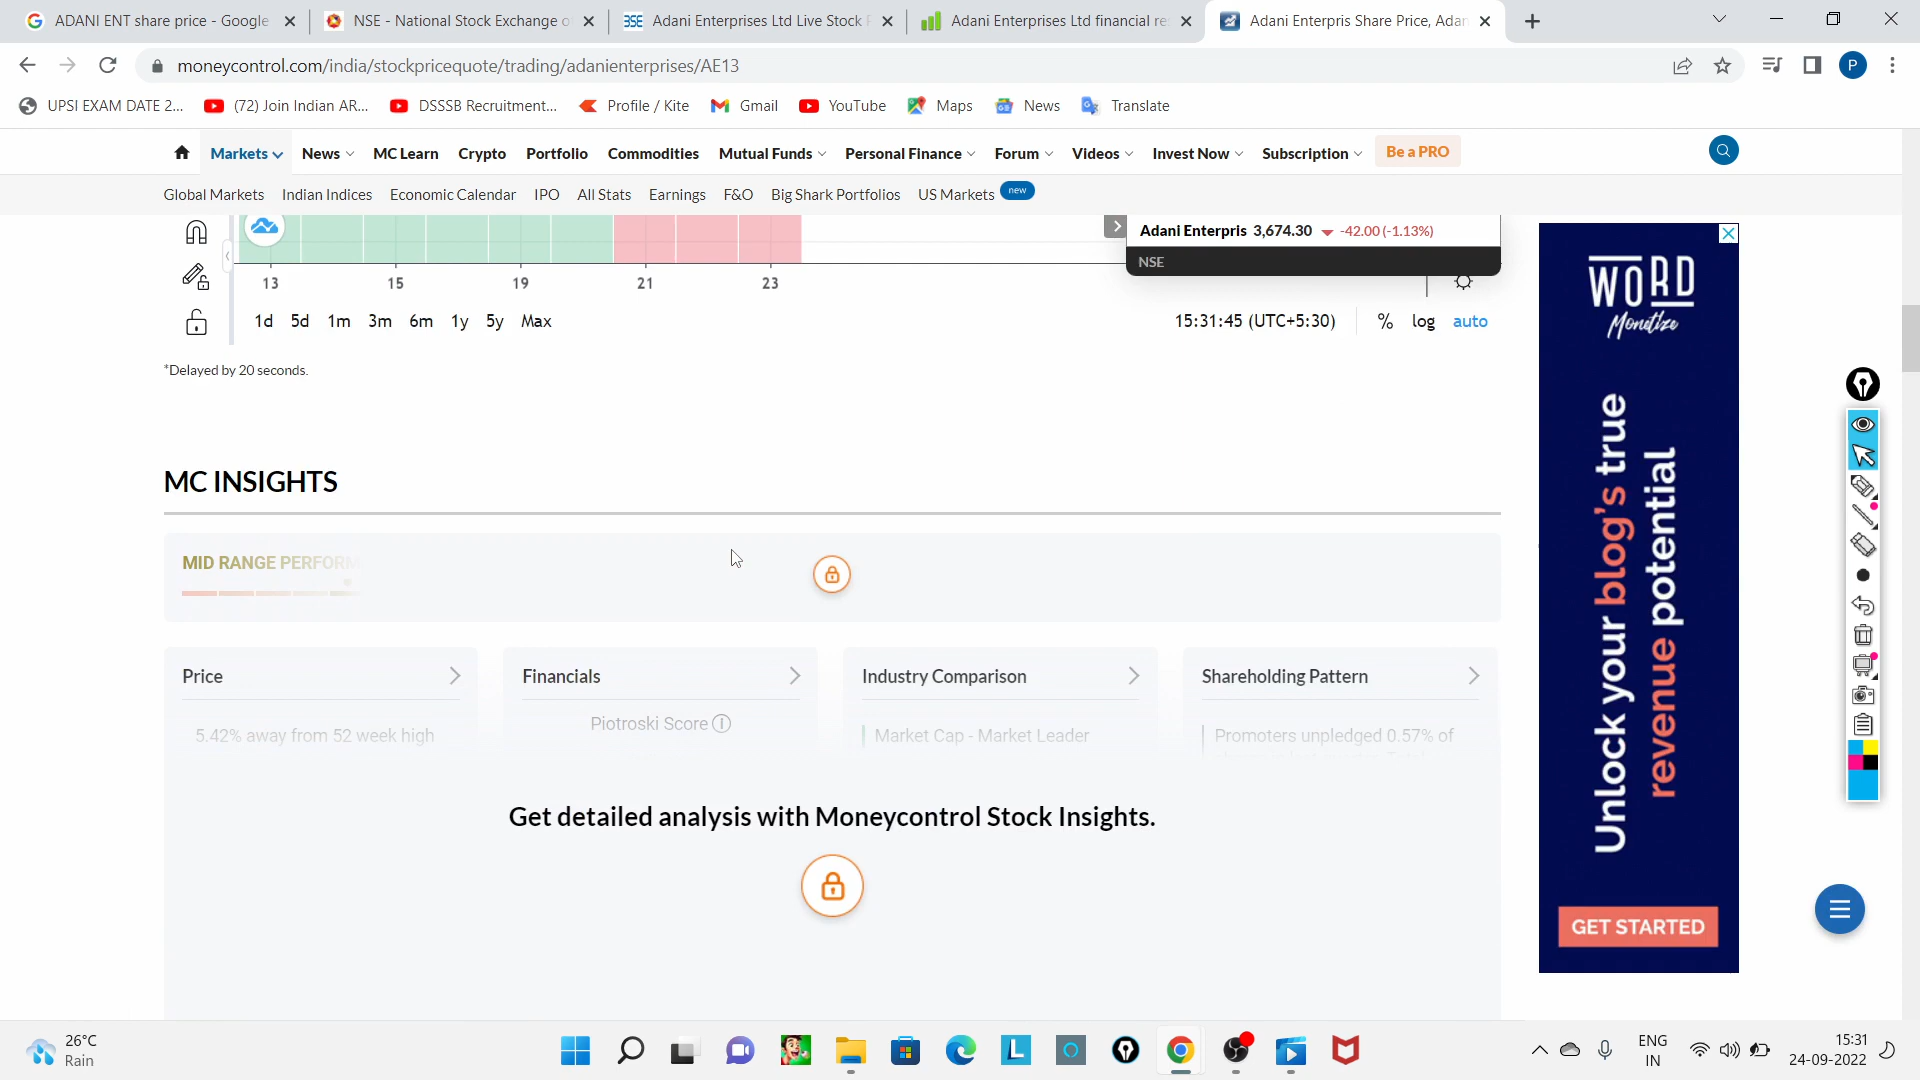 ADANI ENT share price - Google
NSE - National Stock Exchange o
BSE Adani Enterprises Ltd Live Stock P
Adani Enterprises Ltd financial re
Adani Enterpris Share Price, Adan
moneycontrol.com/india/stockpricequote/trading/adanienterprises/AE13
P
UPSI EXAM DATE 2... (72) Join Indian AR... DSSSB Recruitment... Profile / Kite Gmail YouTube Maps News Translate
Markets News MC Learn Crypto Portfolio Commodities Mutual Funds Personal Finance Forum Videos Invest Now Subscription Be a PRO
Global Markets Indian Indices Economic Calendar IPO All Stats Earnings F&O Big Shark Portfolios US Markets new
Adani Enterpris 3,674.30 -42.00 (-1.13%)
NSE
13 15 19 21 23
1d 5d 1m 3m 6m 1y 5y Max 15:31:45 (UTC+5:30) % log auto
*Delayed by 20 seconds.
MC INSIGHTS
MID RANGE PERFORM
Price Financials Industry Comparison Shareholding Pattern
Piotroski Score
5.42% away from 52 week high Market Cap - Market Leader Promoters unpledged 0.57% of
Get detailed analysis with Moneycontrol Stock Insights.
WORD
Monetize
Unlock your blog's true
revenue potential
GET STARTED
26°C
Rain
L
ENG
IN
15:31
24-09-2022